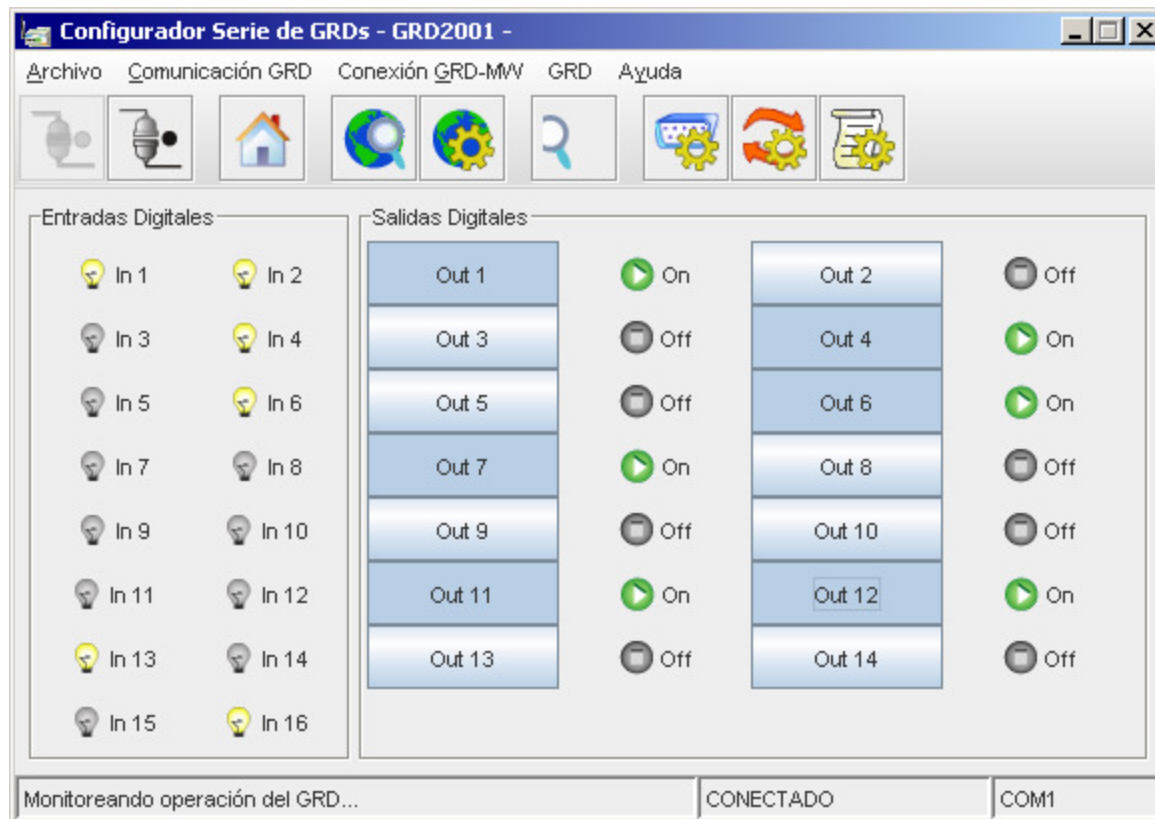 Configurador Serie de GRDs - GRD2001 -
Archivo Comunicación GRD Conexión GRD-MW GRD Ayuda
Entradas Digitales Salidas Digitales
In 1 In 2 Out 1 On Out 2 Off
In 3 In 4 Out 3 Off Out 4 On
In 5 In 6 Out 5 Off Out 6 On
In 7 In 8 Out 7 On Out 8 Off
In 9 In 10 Out 9 Off Out 10 Off
In 11 In 12 Out 11 On Out 12 On
In 13 In 14 Out 13 Off Out 14 Off
In 15 In 16
Monitoreando operación del GRD... CONECTADO COM1